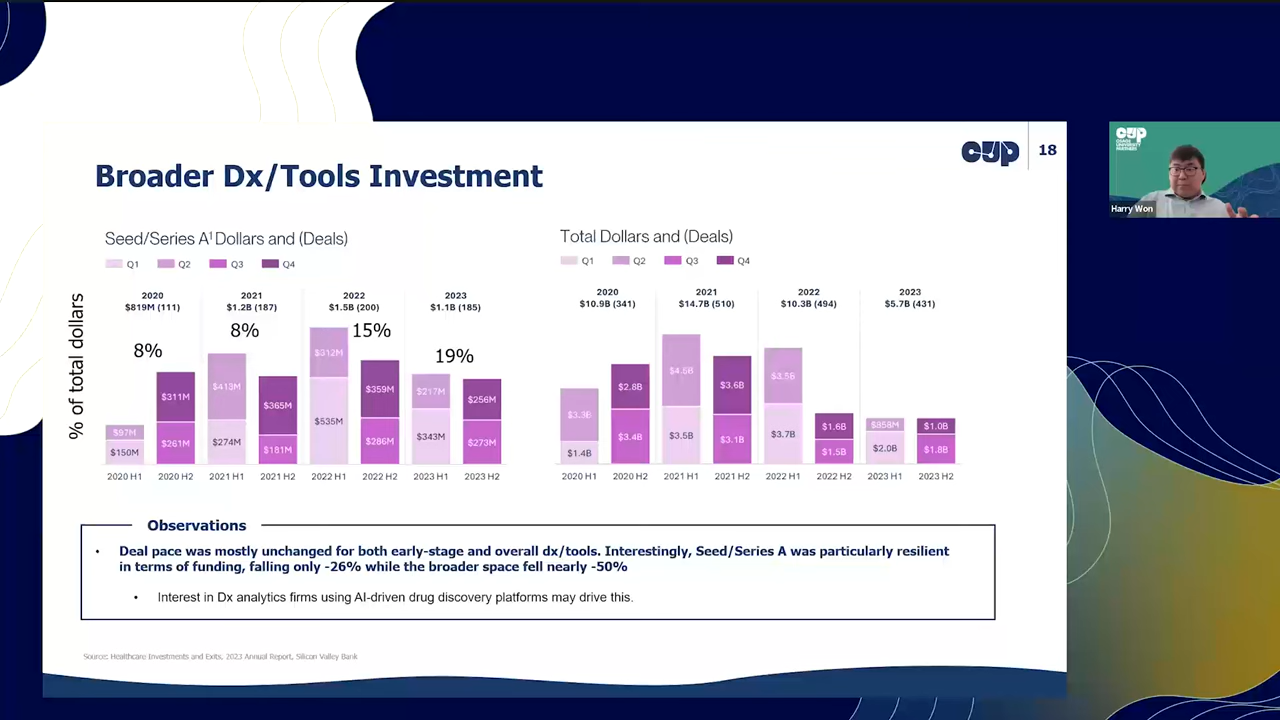 cup
18
Broader Dx/Tools Investment
cup
OSAGE
UNIVERSITY
PARTNERS
Harry Won
Seed/Series A¹ Dollars and (Deals)
Q1 Q2 Q3 Q4
% of total dollars
2020 2021 2022 2023
$819M (111) $1.2B (187) $1.5B (200) $1.1B (185)
8% 8% 15% 19%
$97M $150M
$311M $261M
$413M $274M
$365M $181M
$312M $535M
$359M $286M
$217M $343M
$256M $273M
2020 H1 2020 H2 2021 H1 2021 H2 2022 H1 2022 H2 2023 H1 2023 H2
Total Dollars and (Deals)
Q1 Q2 Q3 Q4
2020 2021 2022 2023
$10.9B (341) $14.7B (510) $10.3B (494) $5.7B (431)
$3.3B $1.4B
$2.8B $3.4B
$4.5B $3.5B
$3.6B $3.1B
$3.5B $3.7B
$1.6B $1.5B
$858M $2.0B
$1.0B $1.8B
2020 H1 2020 H2 2021 H1 2021 H2 2022 H1 2022 H2 2023 H1 2023 H2
Observations
• Deal pace was mostly unchanged for both early-stage and overall dx/tools. Interestingly, Seed/Series A was particularly resilient
in terms of funding, falling only -26% while the broader space fell nearly -50%
• Interest in Dx analytics firms using AI-driven drug discovery platforms may drive this.
Source: Healthcare Investments and Exits, 2023 Annual Report, Silicon Valley Bank